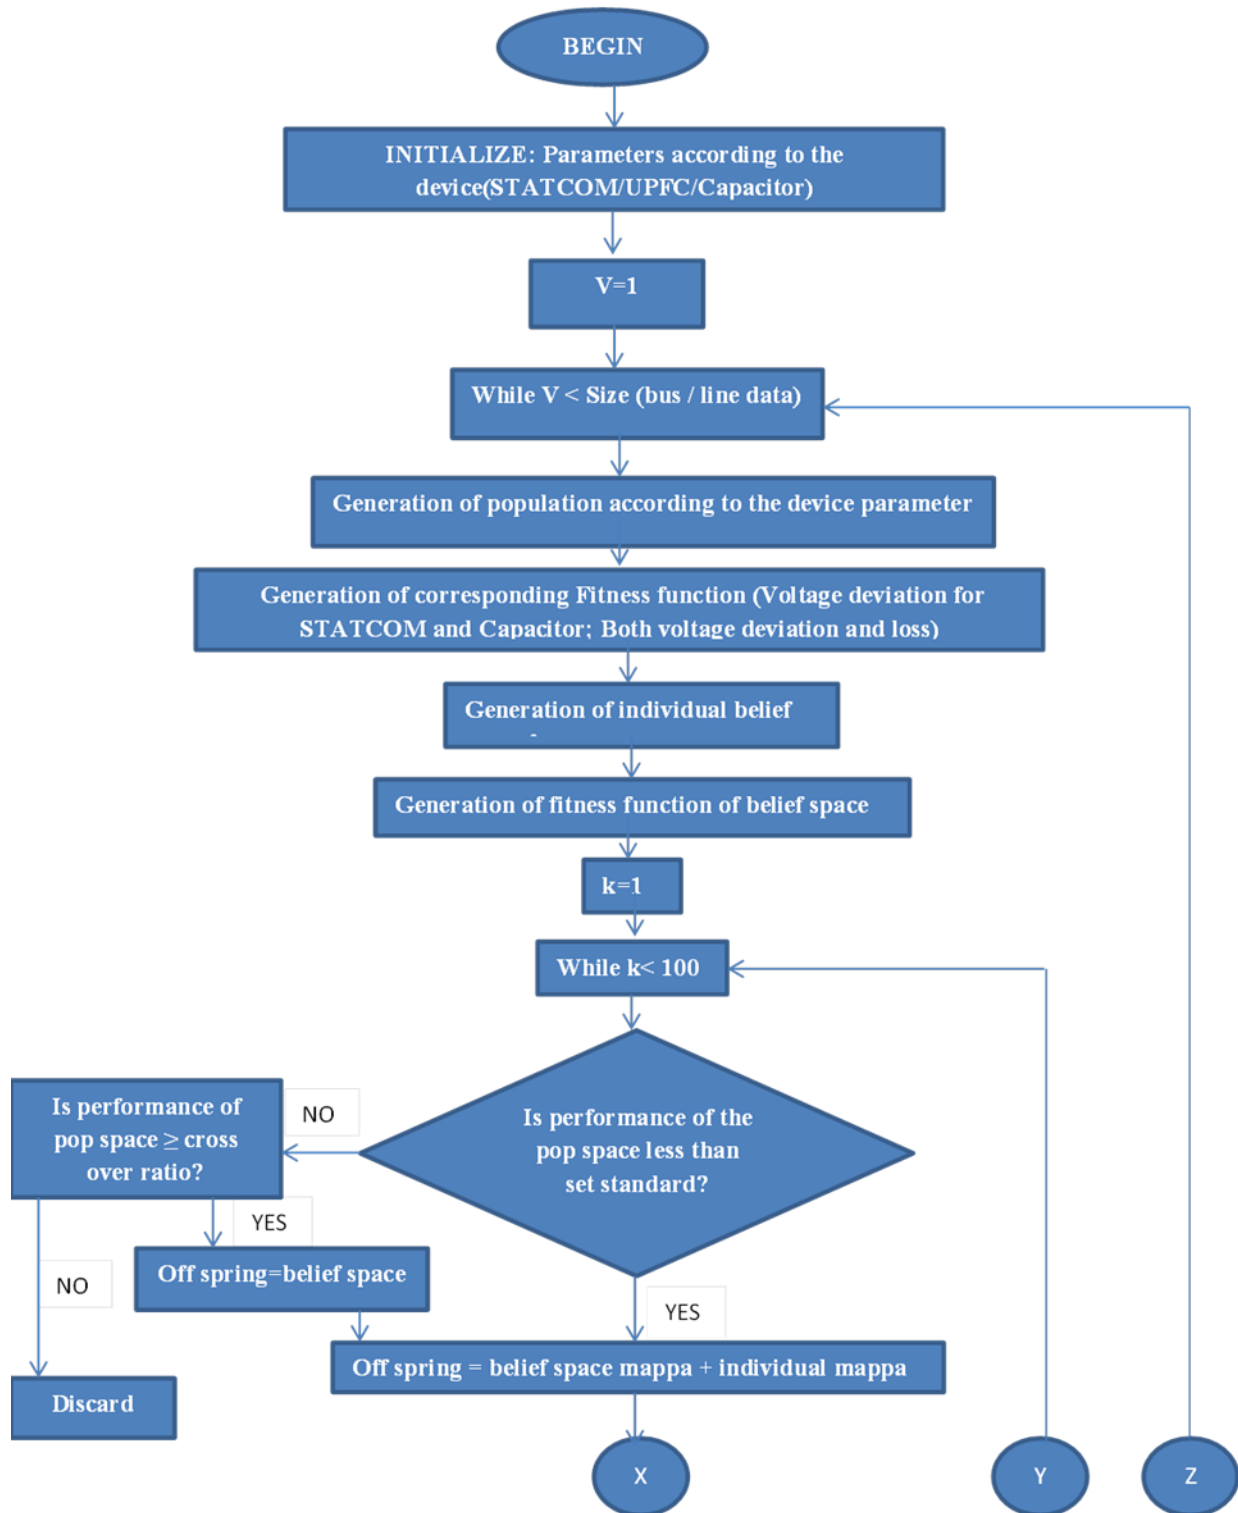 BEGIN
INITIALIZE: Parameters according to the
device(STATCOM/UPFC/Capacitor)
V=1
While V < Size (bus / line data)
Generation of population according to the device parameter
Generation of corresponding Fitness function (Voltage deviation for
STATCOM and Capacitor; Both voltage deviation and loss)
Generation of individual belief
Generation of fitness function of belief space
k=1
While k< 100
Is performance of the
pop space less than
set standard?
NO
Is performance of
pop space ≥ cross
over ratio?
YES
Off spring=belief space
NO
YES
Off spring = belief space mappa + individual mappa
Discard
X
Y
Z